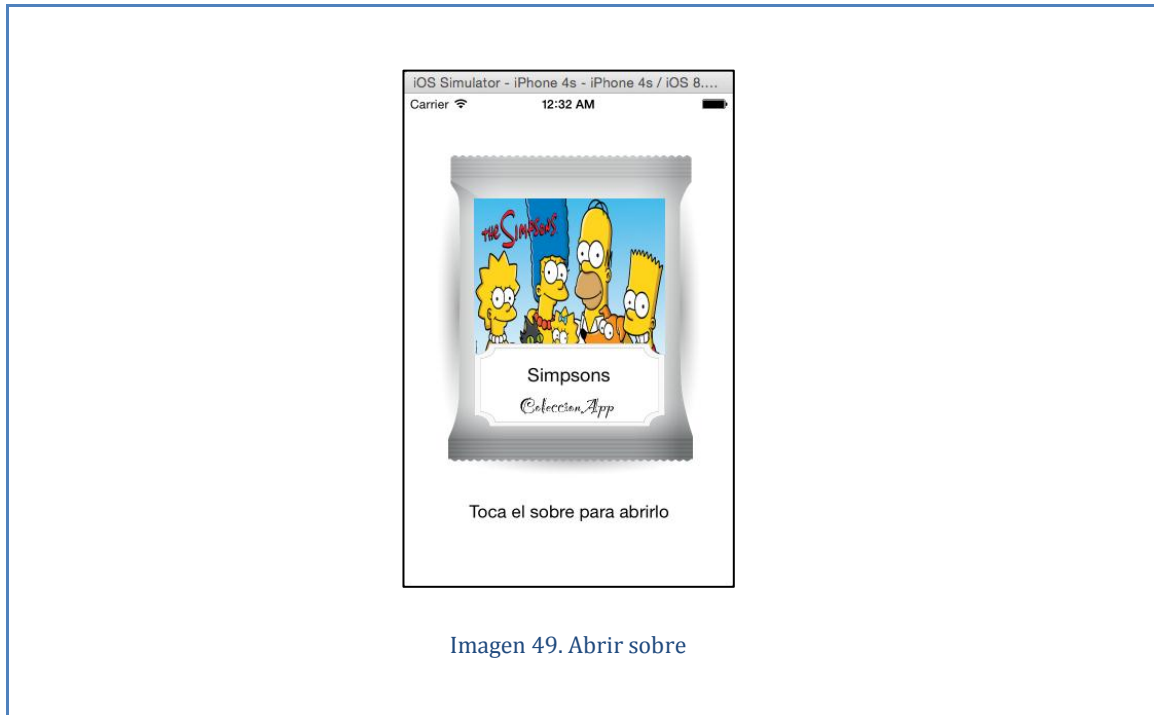 iOS Simulator - iPhone 4s - iPhone 4s / iOS 8....
Carrier 12:32 AM
THE SIMPSONS
Simpsons
ColeccionApp
Toca el sobre para abrirlo
Imagen 49. Abrir sobre